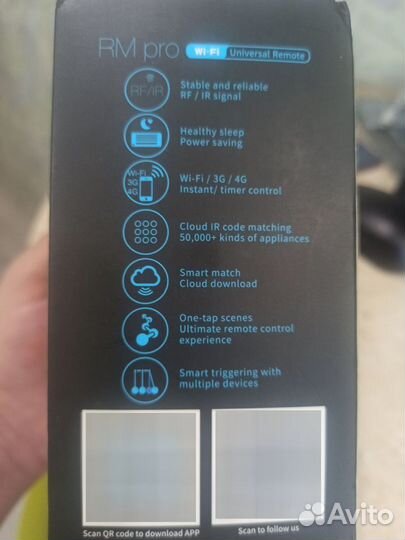 RM pro Wi-Fi Universal Remote
RF/IR
Stable and reliable
RF / IR signal
Healthy sleep
Power saving
Wi-Fi
3G
4G
Wi-Fi / 3G / 4G
Instant/ timer control
Cloud IR code matching
50,000+ kinds of appliances
Smart match
Cloud download
One-tap scenes
Ultimate remote control
experience
Smart triggering with
multiple devices
Scan QR code to download APP
Scan to follow us
Avito